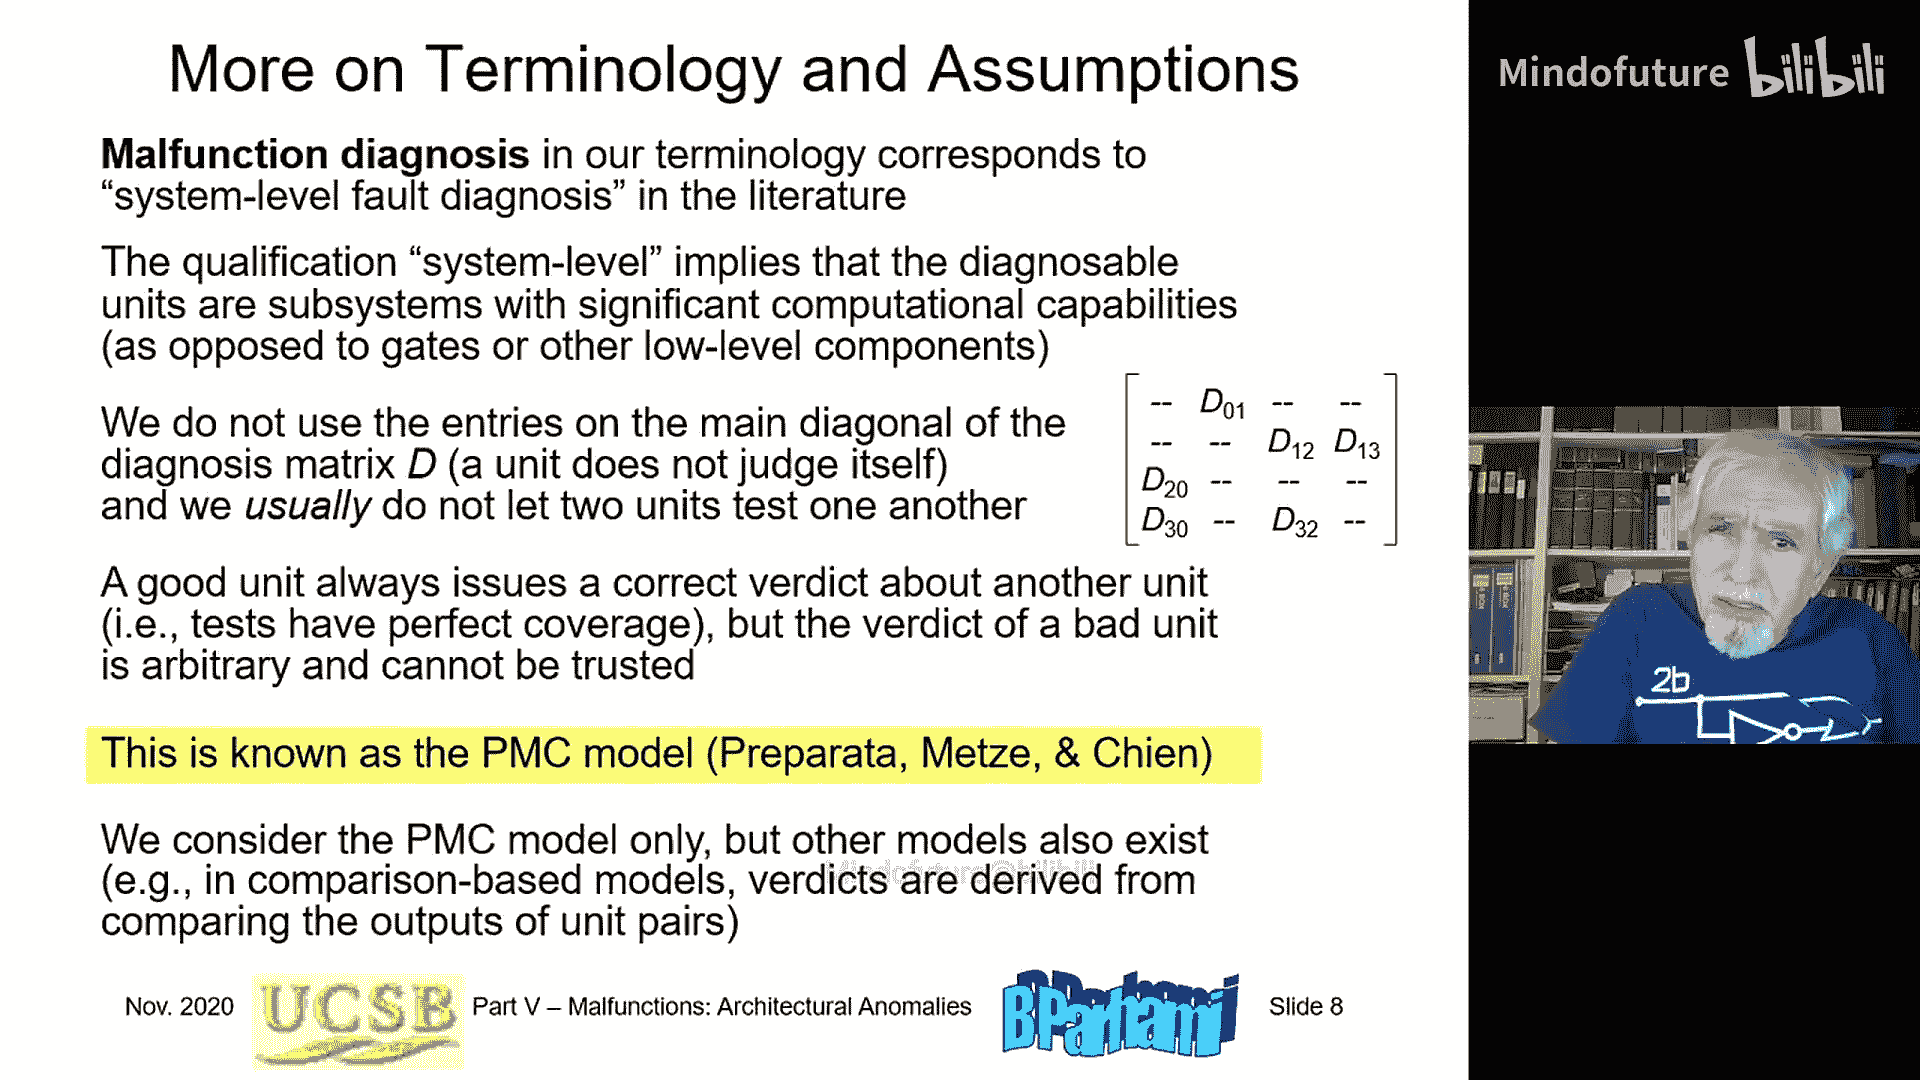 More on Terminology and Assumptions
Mindofuture bilibili
Malfunction diagnosis in our terminology corresponds to
“system-level fault diagnosis” in the literature
The qualification “system-level” implies that the diagnosable
units are subsystems with significant computational capabilities
(as opposed to gates or other low-level components)
We do not use the entries on the main diagonal of the
diagnosis matrix D (a unit does not judge itself)
and we usually do not let two units test one another
-- D01 -- --
-- -- D12 D13
D20 -- -- --
D30 -- D32 --
A good unit always issues a correct verdict about another unit
(i.e., tests have perfect coverage), but the verdict of a bad unit
is arbitrary and cannot be trusted
2b
This is known as the PMC model (Preparata, Metze, & Chien)
We consider the PMC model only, but other models also exist
(e.g., in comparison-based models, verdicts are derived from
comparing the outputs of unit pairs)
Mindofuture@bilibili
Nov. 2020 UCSB Part V – Malfunctions: Architectural Anomalies B Parhami Slide 8